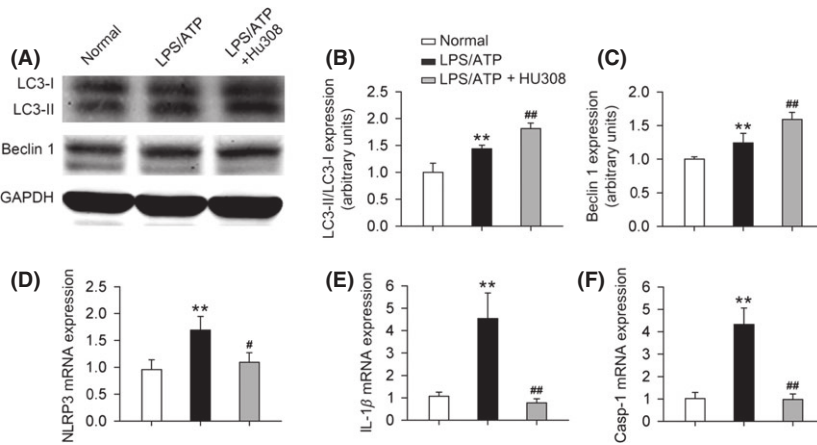 (A)
Normal
LPS/ATP
LPS/ATP
+Hu308
LC3-I
LC3-II
Beclin 1
GAPDH
(B)
Normal
LPS/ATP
LPS/ATP + HU308
LC3-II/LC3-I expression
(arbitrary units)
2.5
2.0
1.5
1.0
0.5
0.0
**
##
(C)
Beclin 1 expression
(arbitrary units)
2.0
1.5
1.0
0.5
0.0
**
##
(D)
NLRP3 mRNA expression
2.5
2.0
1.5
1.0
0.5
0.0
**
#
(E)
IL-1β mRNA expression
6
5
4
2
1
0
**
##
(F)
Casp-1 mRNA expression
6
5
4
2
1
0
**
##